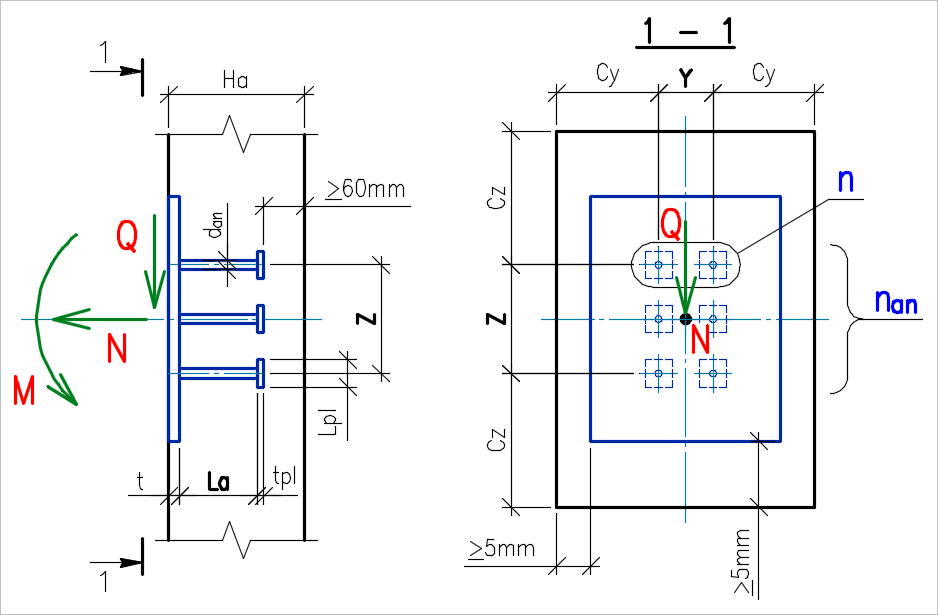 1
Ha
≥60mm
dan
Q
N
M
z
Lpl
t
La
tpl
1
1 - 1
Cy
Y
Cy
n
Cz
Q
z
N
nan
Cz
≥5mm
≥5mm